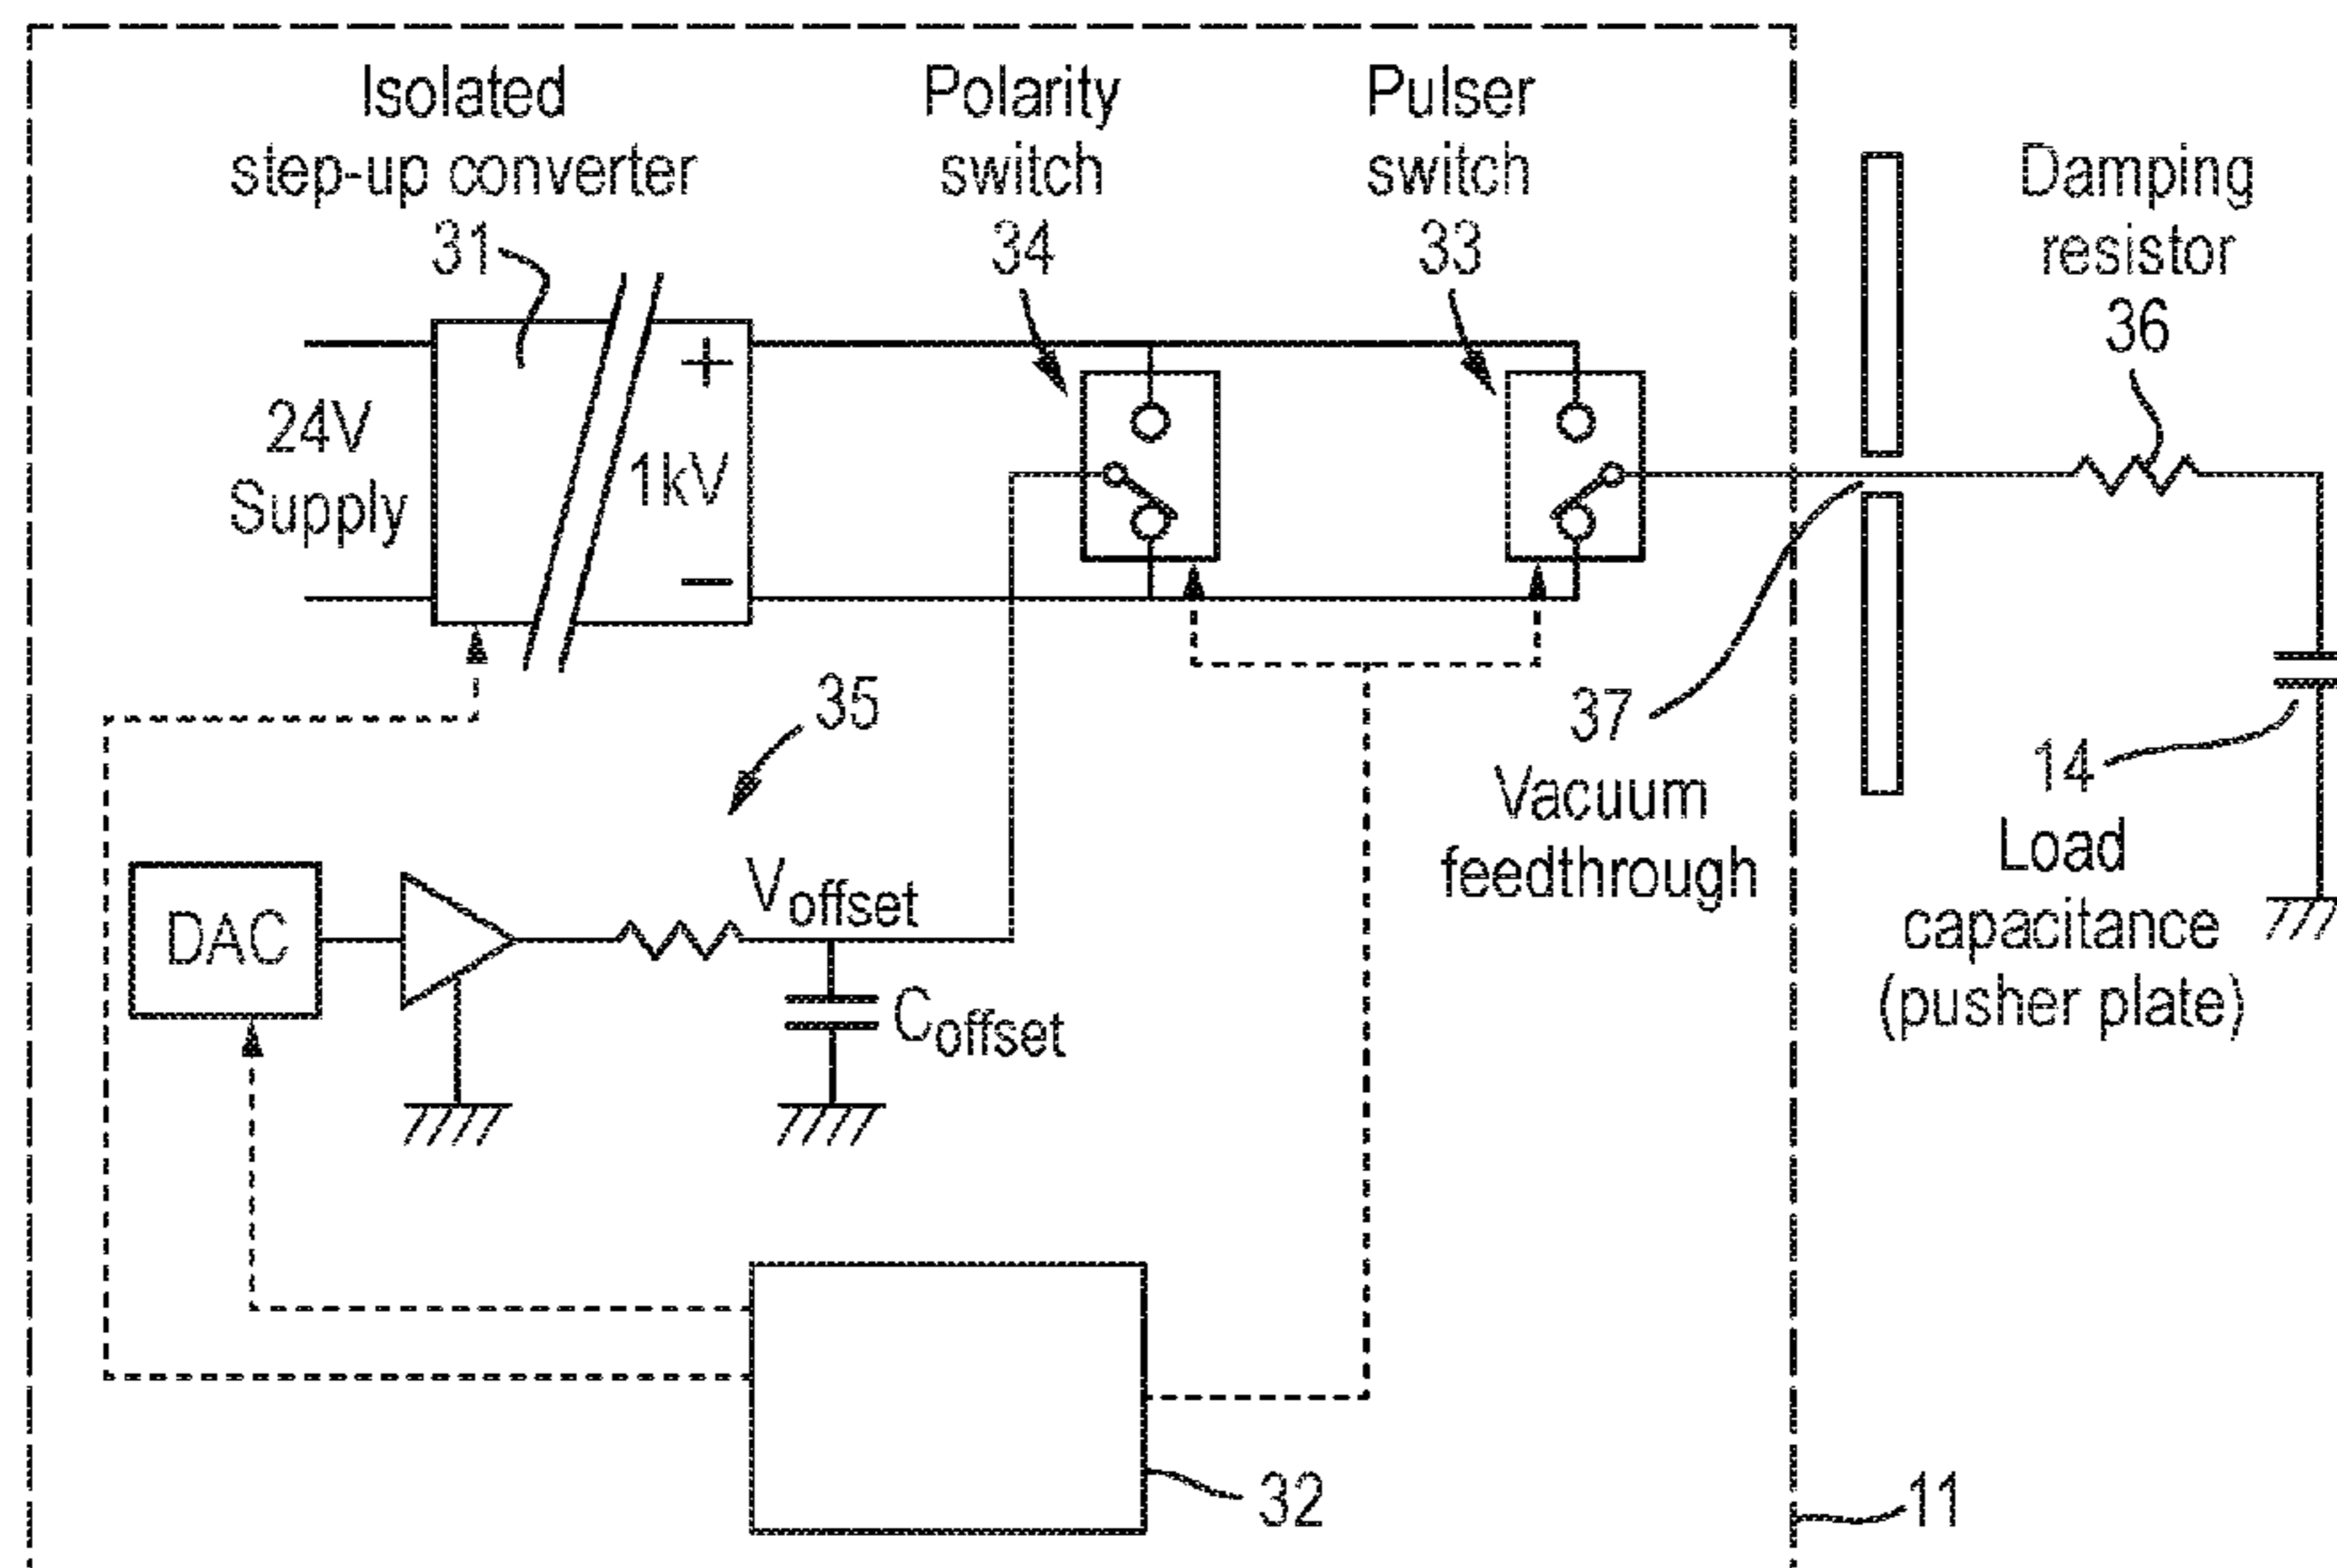 Isolated
step-up converter
31
Polarity
switch
34
Pulser
switch
33
Damping
resistor
36
24V
Supply
+
1kV
−
35
37
Vacuum
feedthrough
14
Load
capacitance
(pusher plate)
DAC
Voffset
Coffset
32
11